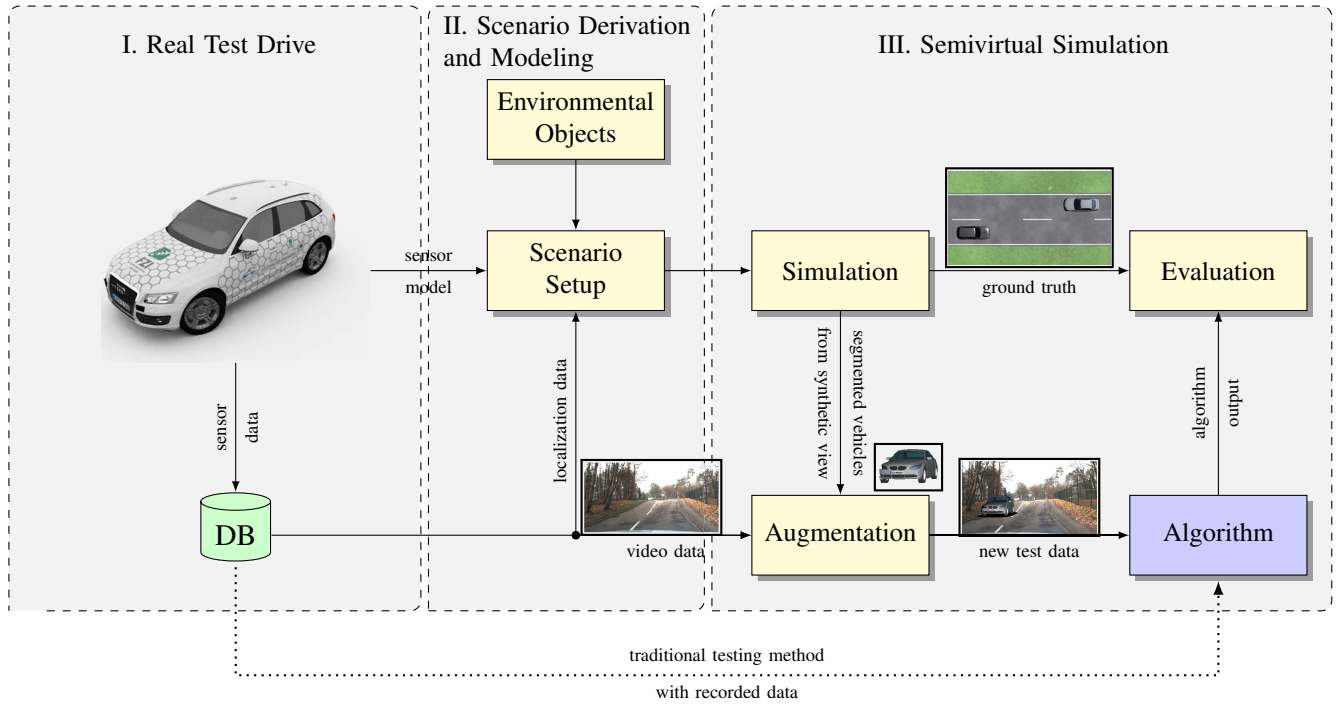 I. Real Test Drive
II. Scenario Derivation
and Modeling
III. Semivirtual Simulation
Environmental
Objects
FZI
sensor
model
Scenario
Setup
Simulation
ground truth
Evaluation
sensor
data
localization data
segmented vehicles
from synthetic view
algorithm
output
DB
video data
Augmentation
new test data
Algorithm
traditional testing method
with recorded data